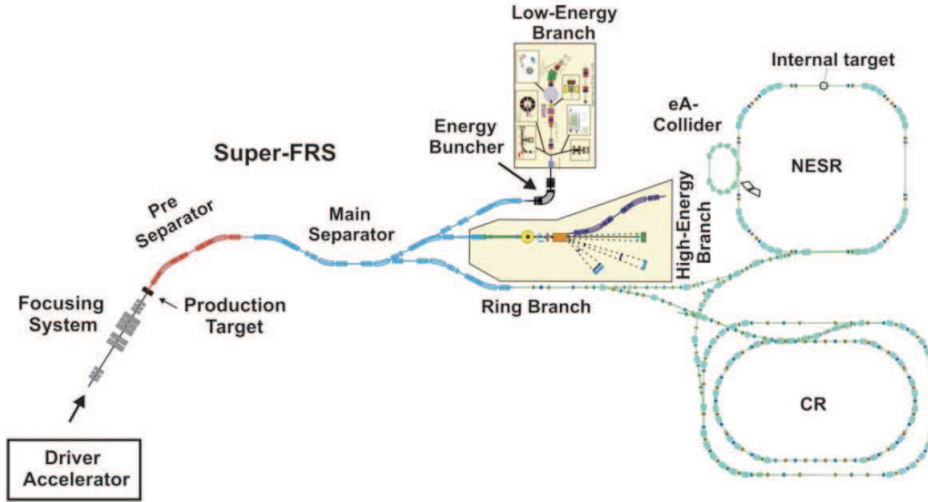 Low-Energy
Branch
Internal target
eA-
Collider
Energy
Buncher
NESR
Super-FRS
Pre
Separator
Main
Separator
High-Energy
Branch
Focusing
System
Production
Target
Ring Branch
CR
Driver
Accelerator